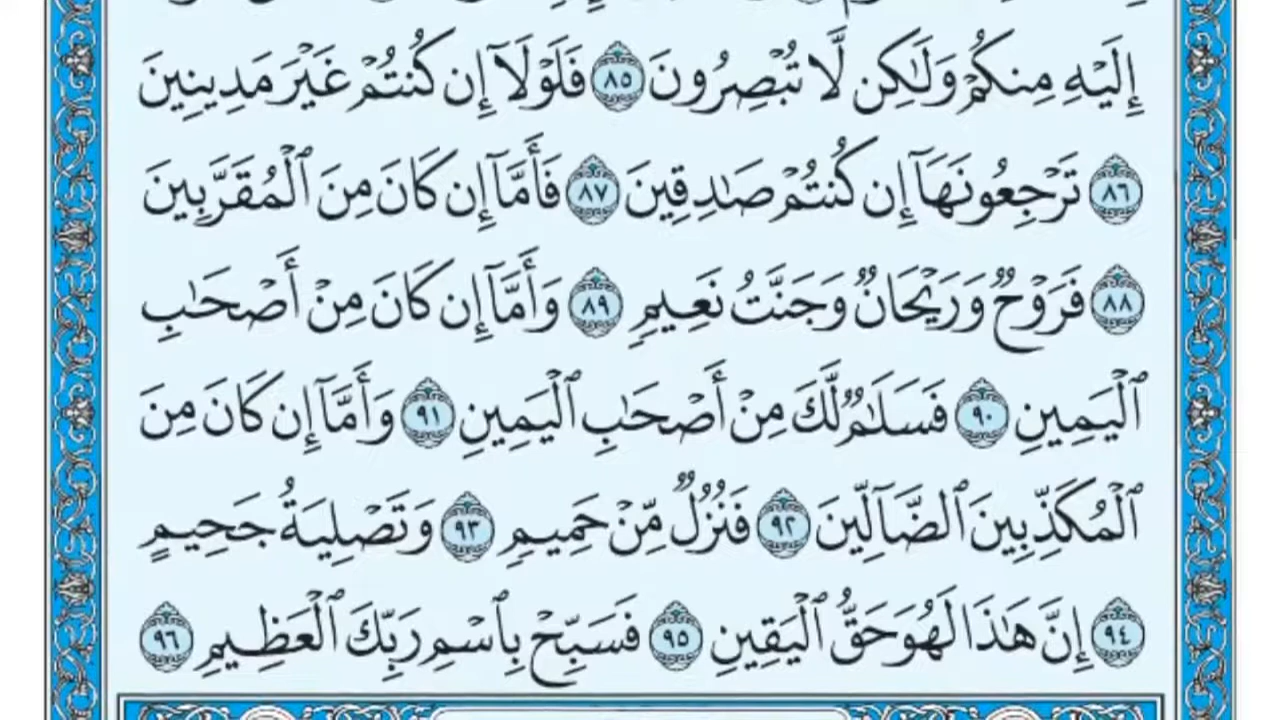 إِلَيْهِ مِنكُمْ وَلَٰكِن لَّا تُبْصِرُونَ ٨٥ فَلَوْلَآ إِن كُنتُمْ غَيْرَ مَدِينِينَ
٨٦ تَرْجِعُونَهَآ إِن كُنتُمْ صَٰدِقِينَ ٨٧ فَأَمَّآ إِن كَانَ مِنَ ٱلْمُقَرَّبِينَ
٨٨ فَرَوْحٌ وَرَيْحَانٌ وَجَنَّتُ نَعِيمٍ ٨٩ وَأَمَّآ إِن كَانَ مِنْ أَصْحَٰبِ
ٱلْيَمِينِ ٩٠ فَسَلَٰمٌ لَّكَ مِنْ أَصْحَٰبِ ٱلْيَمِينِ ٩١ وَأَمَّآ إِن كَانَ مِنَ
ٱلْمُكَذِّبِينَ ٱلضَّآلِّينَ ٩٢ فَنُزُلٌ مِّنْ حَمِيمٍ ٩٣ وَتَصْلِيَةُ جَحِيمٍ
٩٤ إِنَّ هَٰذَا لَهُوَ حَقُّ ٱلْيَقِينِ ٩٥ فَسَبِّحْ بِٱسْمِ رَبِّكَ ٱلْعَظِيمِ ٩٦